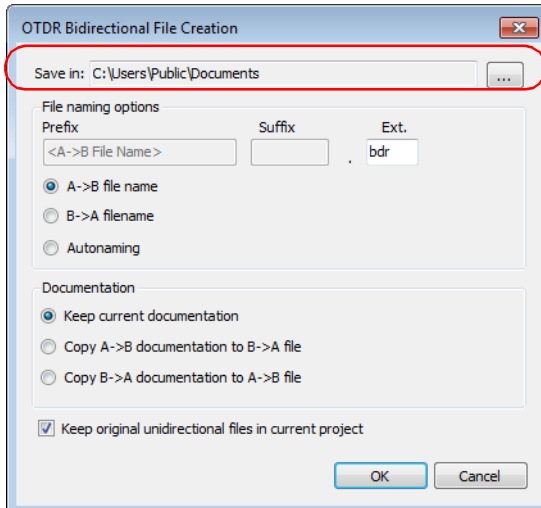 OTDR Bidirectional File Creation
Save in: C:\Users\Public\Documents ...
File naming options
Prefix Suffix Ext.
<A->B File Name> . bdr
A->B file name
B->A filename
Autonaming
Documentation
Keep current documentation
Copy A->B documentation to B->A file
Copy B->A documentation to A->B file
Keep original unidirectional files in current project
OK Cancel